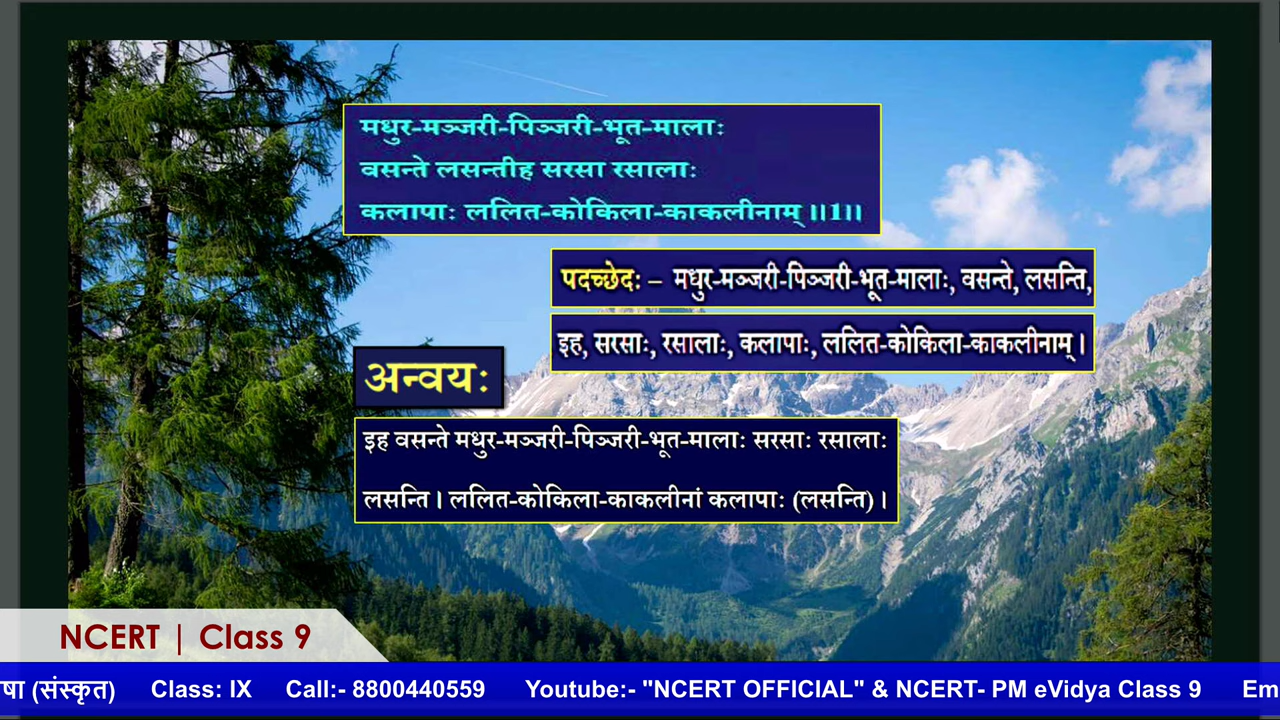 मधुर-मञ्जरी-पिञ्जरी-भूत-मालाः
वसन्ते लसन्तीह सरसा रसालाः
कलापाः ललित-कोकिला-काकलीनाम् ॥1॥
पदच्छेदः – मधुर-मञ्जरी-पिञ्जरी-भूत-मालाः, वसन्ते, लसन्ति,
इह, सरसाः, रसालाः, कलापाः, ललित-कोकिला-काकलीनाम् ।
अन्वयः
इह वसन्ते मधुर-मञ्जरी-पिञ्जरी-भूत-मालाः सरसाः रसालाः
लसन्ति । ललित-कोकिला-काकलीनां कलापाः (लसन्ति) ।
NCERT | Class 9
षा (संस्कृत) Class: IX Call:- 8800440559 Youtube:- "NCERT OFFICIAL" & NCERT- PM eVidya Class 9 Em